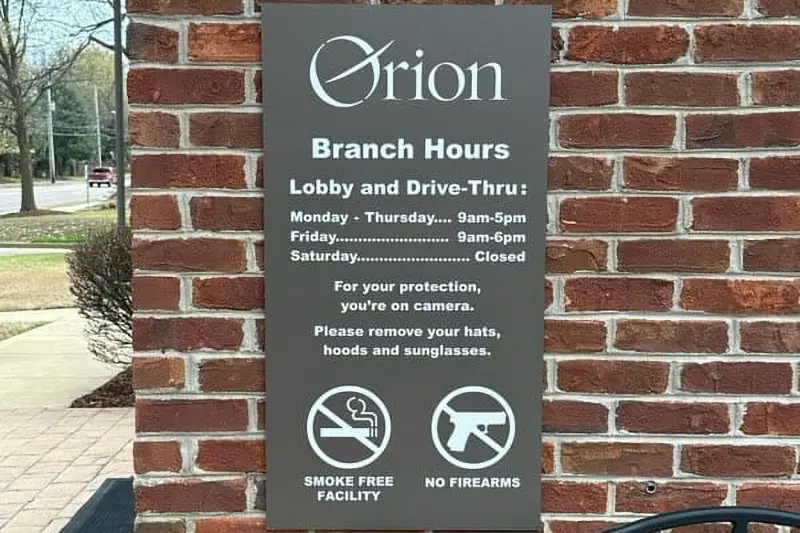 Orion
Branch Hours
Lobby and Drive-Thru:
Monday - Thursday.... 9am-5pm
Friday......................... 9am-6pm
Saturday......................... Closed
For your protection,
you're on camera.
Please remove your hats,
hoods and sunglasses.
SMOKE FREE
FACILITY
NO FIREARMS